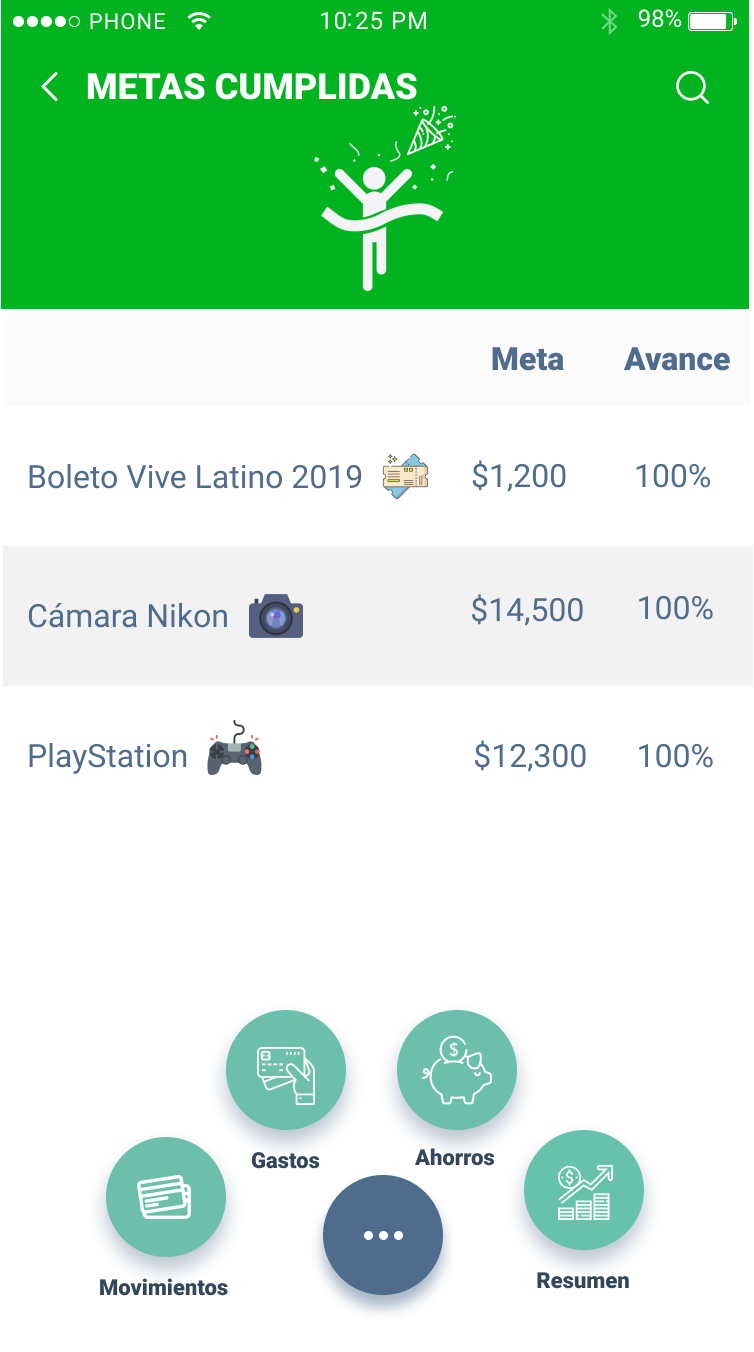 PHONE 10:25 PM 98%
METAS CUMPLIDAS
Meta Avance
Boleto Vive Latino 2019 $1,200 100%
Cámara Nikon $14,500 100%
PlayStation $12,300 100%
Gastos Ahorros
Movimientos Resumen